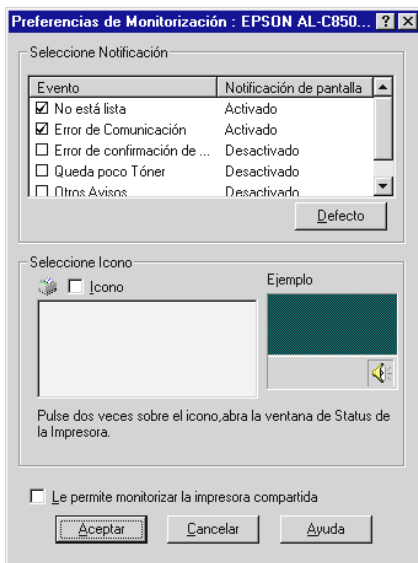 Preferencias de Monitorización : EPSON AL-C850...
Seleccione Notificación
Evento Notificación de pantalla
No está lista Activado
Error de Comunicación Activado
Error de confirmación de ... Desactivado
Queda poco Tóner Desactivado
Otros Avisos Desactivado
Defecto
Seleccione Icono
Icono
Ejemplo
Pulse dos veces sobre el icono,abra la ventana de Status de
la Impresora.
Le permite monitorizar la impresora compartida
Aceptar Cancelar Ayuda